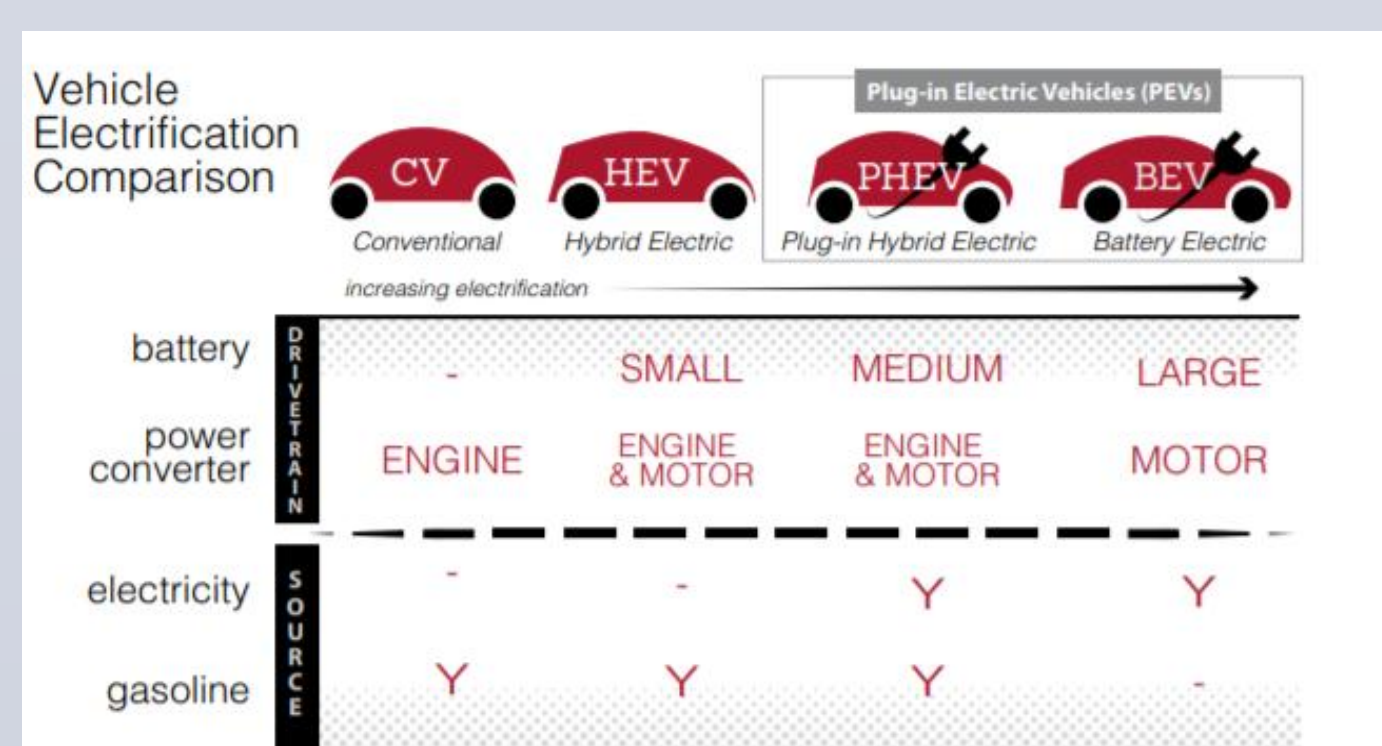 Vehicle
Electrification
Comparison
Plug-in Electric Vehicles (PEVs)
CV
HEV
PHEV
BEV
Conventional
Hybrid Electric
Plug-in Hybrid Electric
Battery Electric
increasing electrification
DRIVETRAIN
battery
-
SMALL
MEDIUM
LARGE
power
converter
ENGINE
ENGINE
& MOTOR
ENGINE
& MOTOR
MOTOR
SOURCE
electricity
-
-
Y
Y
gasoline
Y
Y
Y
-